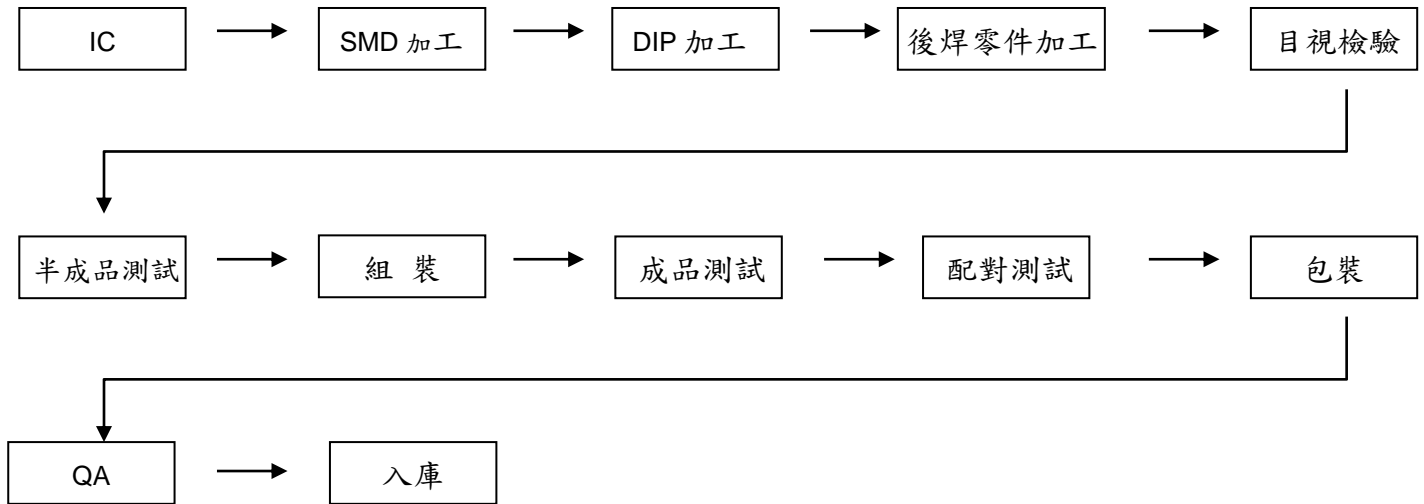 IC
SMD 加工
DIP 加工
後焊零件加工
目視檢驗
半成品測試
組 裝
成品測試
配對測試
包裝
QA
入庫